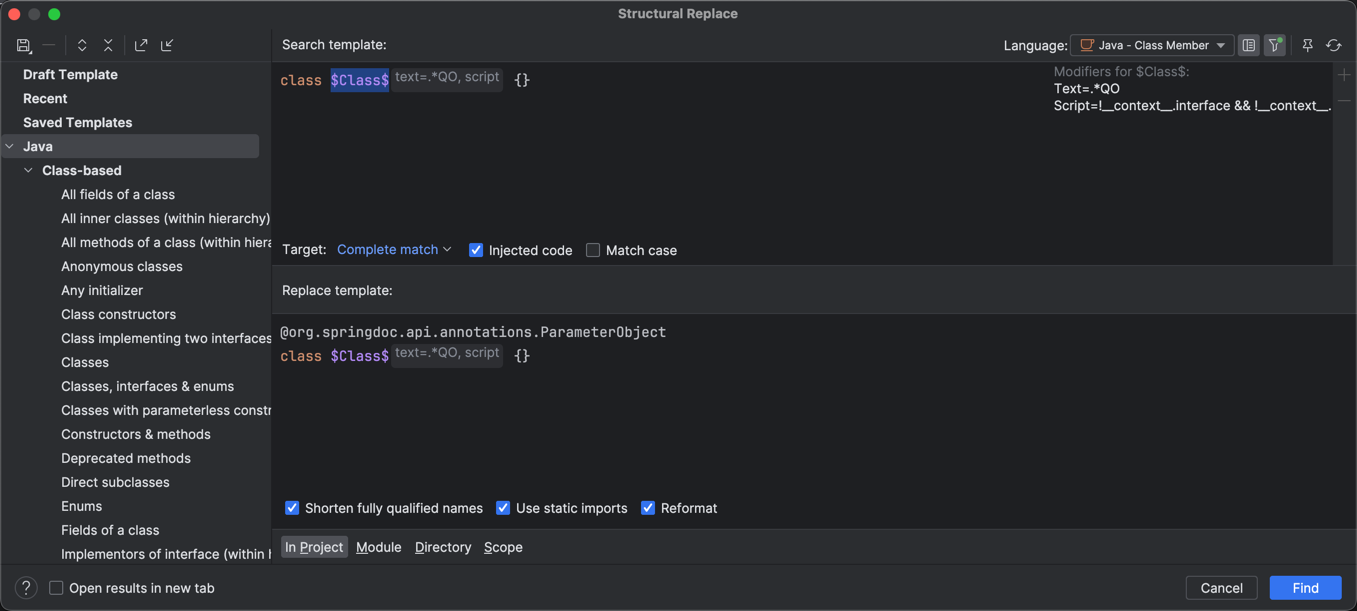 Structural Replace
Search template:
Language: Java - Class Member
Draft Template
Recent
Saved Templates
Java
Class-based
All fields of a class
All inner classes (within hierarchy)
All methods of a class (within hiera
Anonymous classes
Any initializer
Class constructors
Class implementing two interfaces
Classes
Classes, interfaces & enums
Classes with parameterless constr
Constructors & methods
Deprecated methods
Direct subclasses
Enums
Fields of a class
Implementors of interface (within h
class $Class$ text=.*QO, script {}
Modifiers for $Class$:
Text=.*QO
Script=!__context__.interface && !__context__.
Target: Complete match Injected code Match case
Replace template:
@org.springdoc.api.annotations.ParameterObject
class $Class$ text=.*QO, script {}
Shorten fully qualified names Use static imports Reformat
In Project Module Directory Scope
? Open results in new tab
Cancel Find